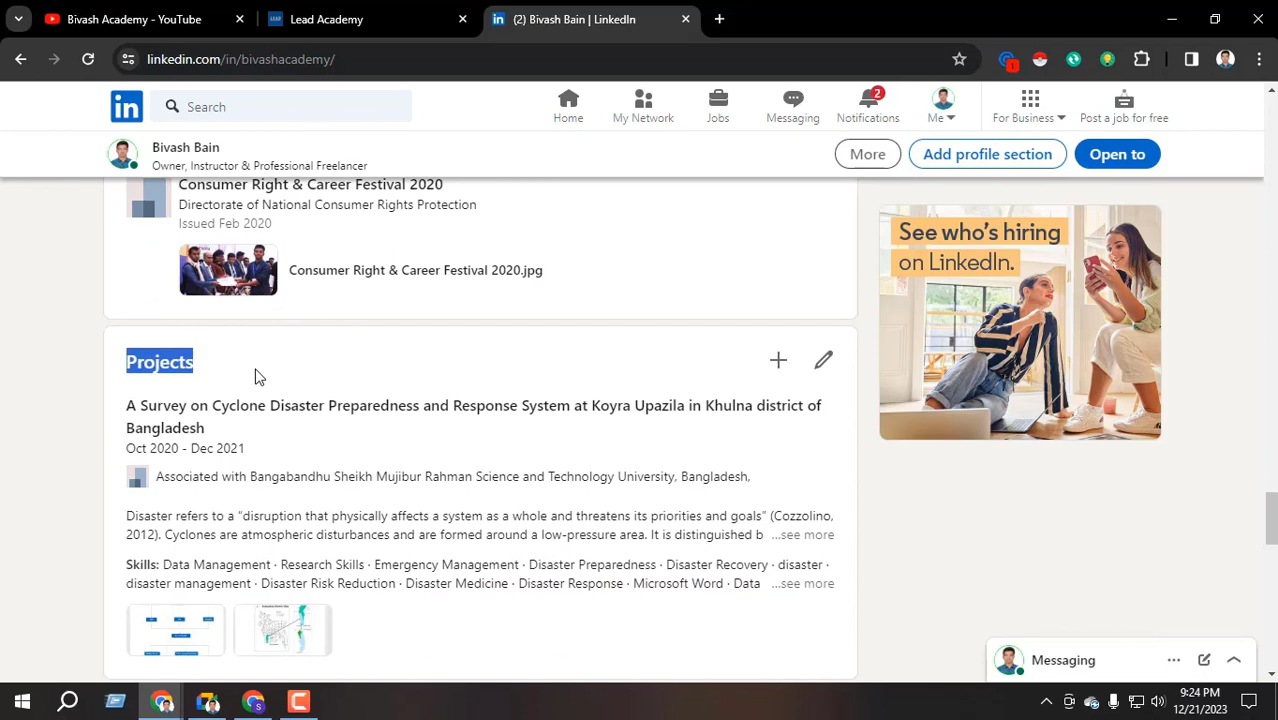 Bivash Academy - YouTube
Lead Academy
(2) Bivash Bain | LinkedIn
linkedin.com/in/bivashacademy/
1
in
Search
Home
My Network
Jobs
Messaging
2
Notifications
Me
For Business
Post a job for free
Bivash Bain
Owner, Instructor & Professional Freelancer
More
Add profile section
Open to
Consumer Right & Career Festival 2020
Directorate of National Consumer Rights Protection
Issued Feb 2020
Consumer Right & Career Festival 2020.jpg
See who's hiring
on LinkedIn.
Projects
A Survey on Cyclone Disaster Preparedness and Response System at Koyra Upazila in Khulna district of
Bangladesh
Oct 2020 - Dec 2021
Associated with Bangabandhu Sheikh Mujibur Rahman Science and Technology University, Bangladesh,
Disaster refers to a “disruption that physically affects a system as a whole and threatens its priorities and goals” (Cozzolino,
2012). Cyclones are atmospheric disturbances and are formed around a low-pressure area. It is distinguished b ...see more
Skills: Data Management · Research Skills · Emergency Management · Disaster Preparedness · Disaster Recovery · disaster ·
disaster management · Disaster Risk Reduction · Disaster Medicine · Disaster Response · Microsoft Word · Data ...see more
Messaging
9:24 PM
12/21/2023